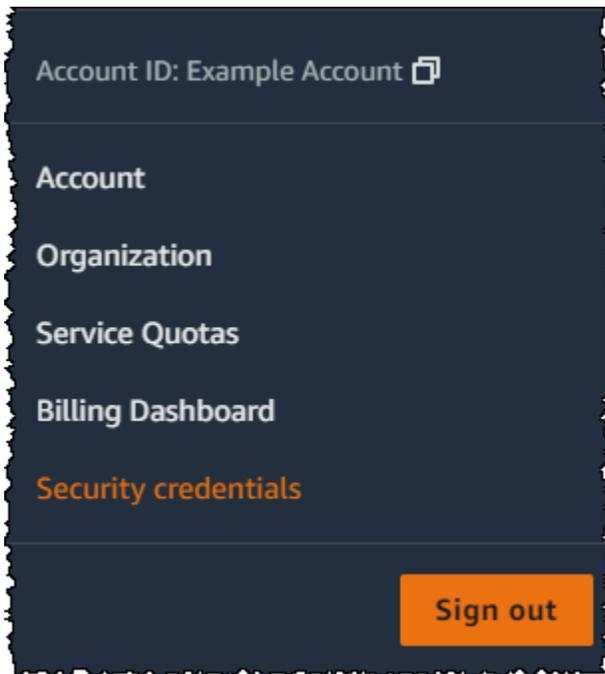 Account ID: Example Account
Account
Organization
Service Quotas
Billing Dashboard
Security credentials
Sign out